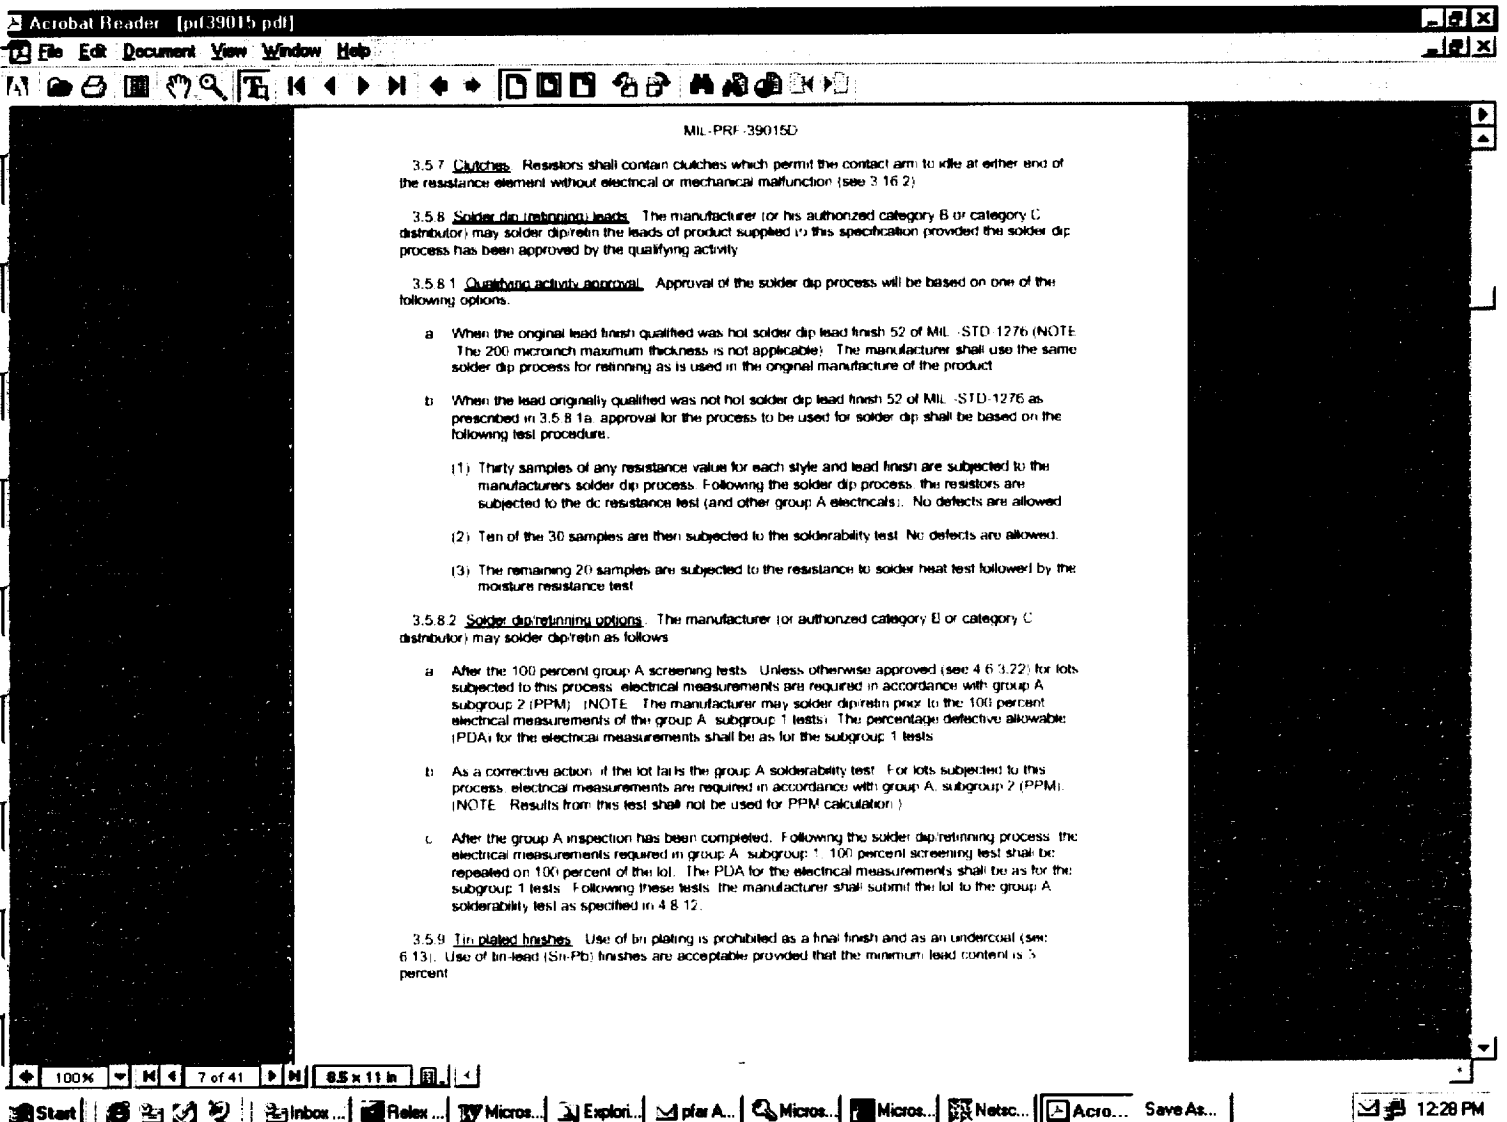 Acrobat Reader [prf39015.pdf]
File Edit Document View Window Help
MIL-PRF-39015D
3.5.7 Clutches. Resistors shall contain clutches which permit the contact arm to idle at either end of
the resistance element without electrical or mechanical malfunction (see 3.16.2)
3.5.8 Solder dip (retinning) leads. The manufacturer (or his authorized category B or category C
distributor) may solder dip/retin the leads of product supplied to this specification provided the solder dip
process has been approved by the qualifying activity
3.5.8.1 Qualifying activity approval. Approval of the solder dip process will be based on one of the
following options.
a When the original lead finish qualified was hot solder dip lead finish 52 of MIL-STD-1276 (NOTE
The 200 microinch maximum thickness is not applicable) The manufacturer shall use the same
solder dip process for retinning as is used in the original manufacture of the product
b When the lead originally qualified was not hot solder dip lead finish 52 of MIL-STD-1276 as
prescribed in 3.5.8.1a, approval for the process to be used for solder dip shall be based on the
following test procedure.
(1) Thirty samples of any resistance value for each style and lead finish are subjected to the
manufacturers solder dip process. Following the solder dip process, the resistors are
subjected to the dc resistance test (and other group A electricals). No defects are allowed
(2) Ten of the 30 samples are then subjected to the solderability test. No defects are allowed.
(3) The remaining 20 samples are subjected to the resistance to solder heat test followed by the
moisture resistance test
3.5.8.2 Solder dip/retinning options. The manufacturer (or authorized category B or category C
distributor) may solder dip/retin as follows
a After the 100 percent group A screening tests. Unless otherwise approved (see 4.6.3.22) for lots
subjected to this process, electrical measurements are required in accordance with group A
subgroup 2 (PPM) (NOTE The manufacturer may solder dip/retin prior to the 100 percent
electrical measurements of the group A, subgroup 1 tests) The percentage defective allowable
(PDA) for the electrical measurements shall be as for the subgroup 1 tests
b As a corrective action, if the lot fails the group A solderability test. For lots subjected to this
process, electrical measurements are required in accordance with group A, subgroup 2 (PPM).
(NOTE Results from this test shall not be used for PPM calculation.)
c After the group A inspection has been completed. Following the solder dip/retinning process, the
electrical measurements required in group A, subgroup 1, 100 percent screening test shall be
repeated on 100 percent of the lot. The PDA for the electrical measurements shall be as for the
subgroup 1 tests. Following these tests, the manufacturer shall submit the lot to the group A
solderability test as specified in 4.8.12.
3.5.9 Tin plated finishes. Use of tin plating is prohibited as a final finish and as an undercoat (see
6.13). Use of tin-lead (Sn-Pb) finishes are acceptable provided that the minimum lead content is 3
percent
100% 7 of 41 8.5 x 11 in
Start Inbox ... Relex ... Micros... Explori... pfar A... Micros... Micros... Netsc... Acro... Save As... 12:28 PM